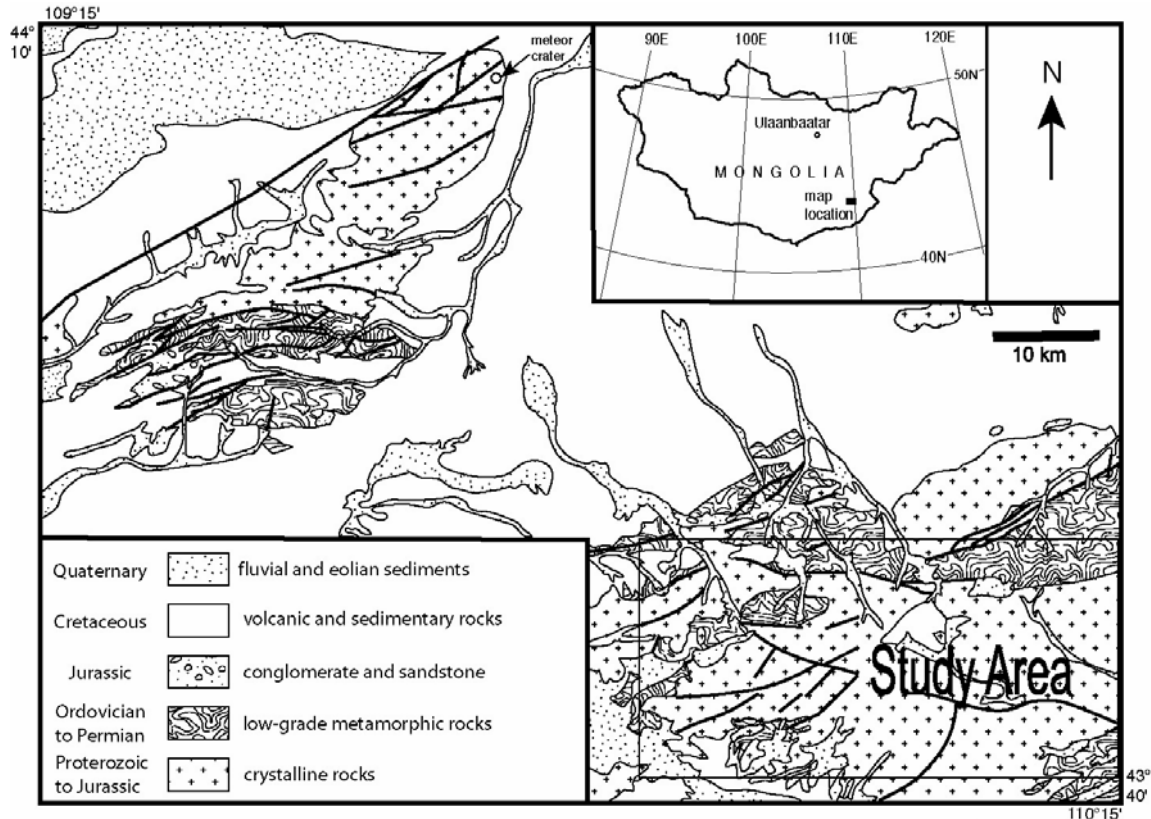 109°15'
44°
10'
meteor
crater
90E
100E
110E
120E
50N
Ulaanbaatar
MONGOLIA
map
location
40N
N
10 km
Quaternary
fluvial and eolian sediments
Cretaceous
volcanic and sedimentary rocks
Jurassic
conglomerate and sandstone
Ordovician
to Permian
low-grade metamorphic rocks
Proterozoic
to Jurassic
crystalline rocks
Study Area
43°
40'
110°15'